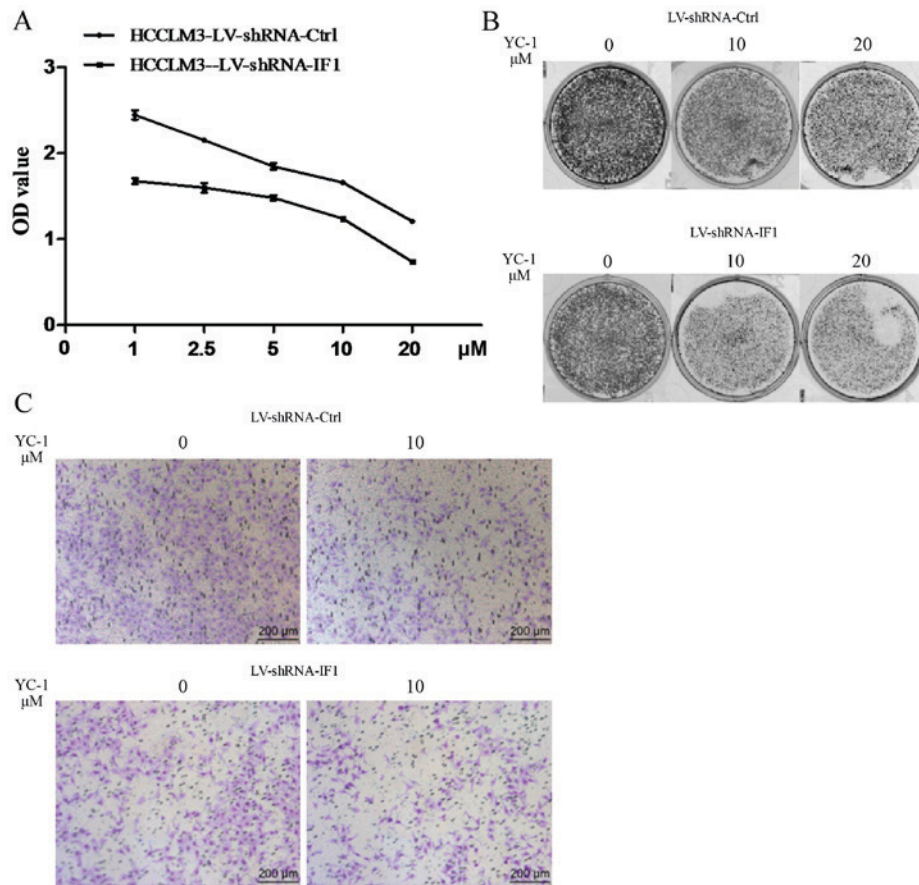 A
HCCLM3-LV-shRNA-Ctrl
HCCLM3--LV-shRNA-IF1
3
2
1
0
OD value
0 1 2.5 5 10 20 µM
B
LV-shRNA-Ctrl
YC-1 0 10 20
µM
LV-shRNA-IF1
YC-1 0 10 20
µM
C
LV-shRNA-Ctrl
YC-1 0 10
µM
200 µm 200 µm
LV-shRNA-IF1
YC-1 0 10
µM
200 µm 200 µm